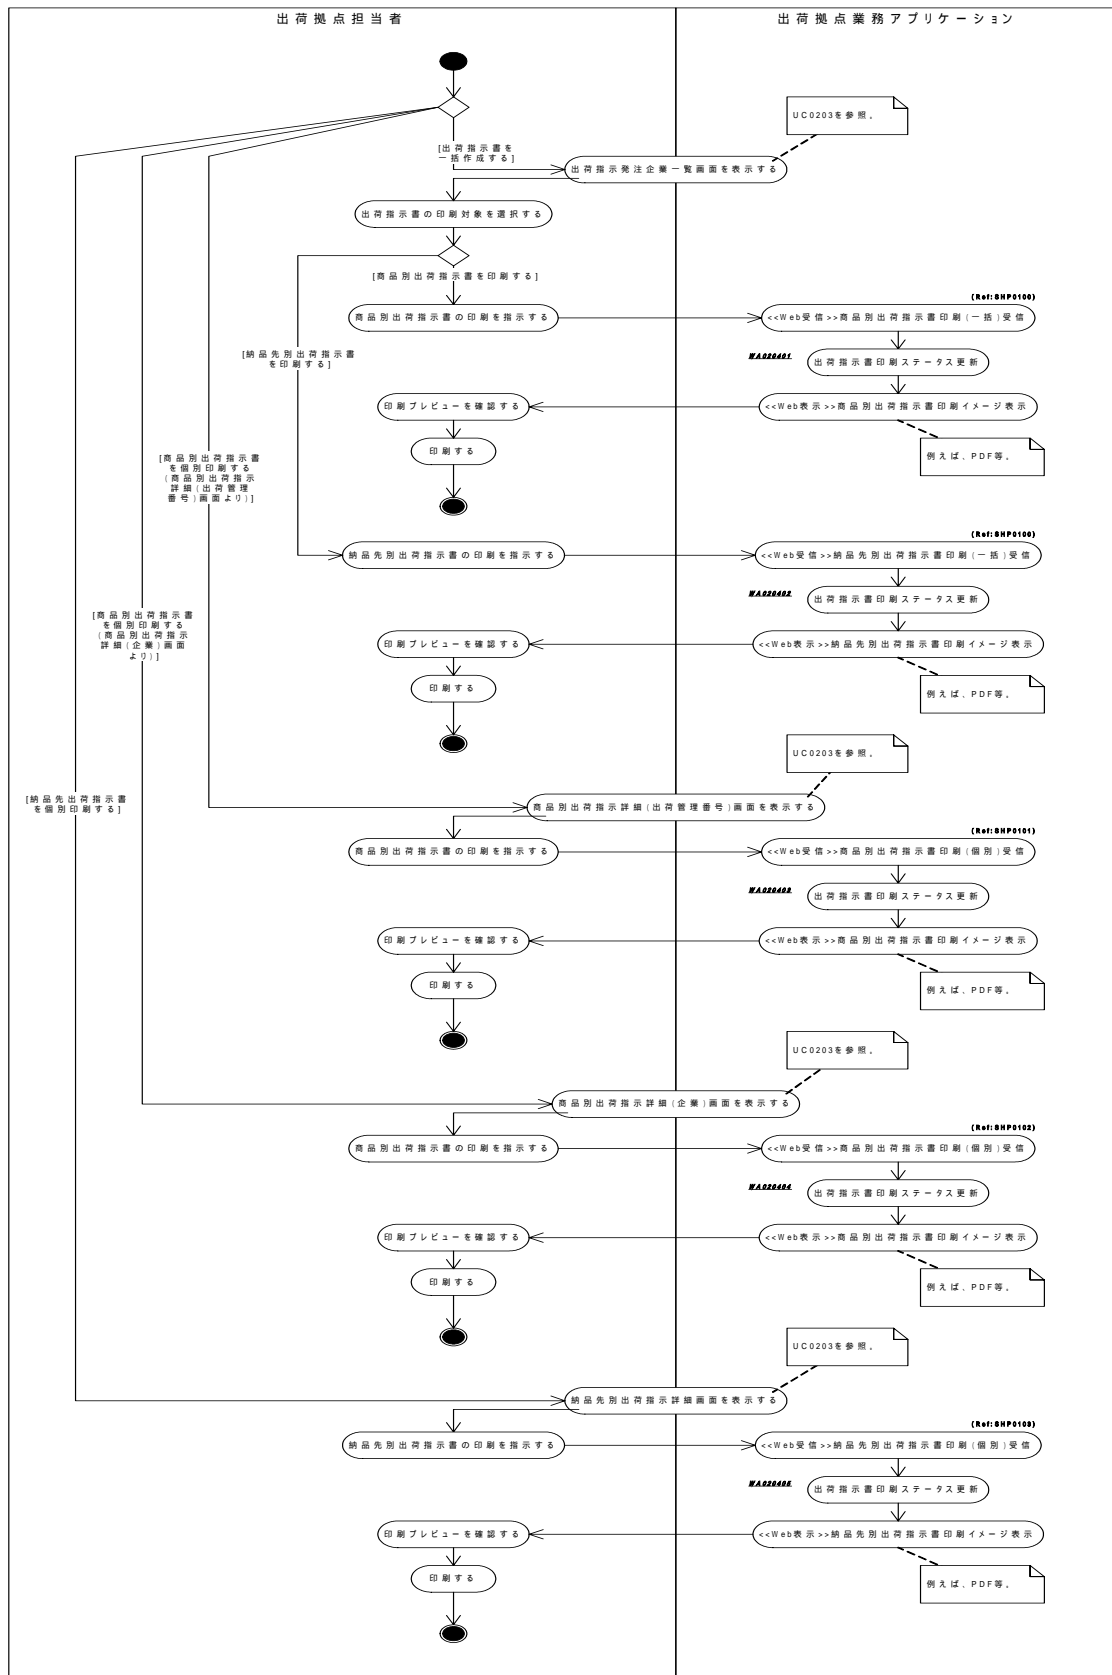 出荷拠点担当者
出荷拠点業務アプリケーション
UC0203を参照。
[出荷指示書を
一括作成する]
出荷指示発注企業一覧画面を表示する
出荷指示書の印刷対象を選択する
[商品別出荷指示書を印刷する]
(Ref:SHP0100)
商品別出荷指示書の印刷を指示する
<<Web受信>>商品別出荷指示書印刷(一括)受信
[納品先別出荷指示書
を印刷する]
WA020401
出荷指示書印刷ステータス更新
印刷プレビューを確認する
<<Web表示>>商品別出荷指示書印刷イメージ表示
印刷する
例えば、PDF等。
[商品別出荷指示書
を個別印刷する
(商品別出荷指示
詳細(出荷管理
番号)画面より)]
(Ref:SHP0100)
納品先別出荷指示書の印刷を指示する
<<Web受信>>納品先別出荷指示書印刷(一括)受信
WA020402
出荷指示書印刷ステータス更新
[商品別出荷指示書
を個別印刷する
(商品別出荷指示
詳細(企業)画面
より)]
印刷プレビューを確認する
<<Web表示>>納品先別出荷指示書印刷イメージ表示
印刷する
例えば、PDF等。
UC0203を参照。
[納品先出荷指示書
を個別印刷する]
商品別出荷指示詳細(出荷管理番号)画面を表示する
(Ref:SHP0101)
商品別出荷指示書の印刷を指示する
<<Web受信>>商品別出荷指示書印刷(個別)受信
WA020403
出荷指示書印刷ステータス更新
印刷プレビューを確認する
<<Web表示>>商品別出荷指示書印刷イメージ表示
印刷する
例えば、PDF等。
UC0203を参照。
商品別出荷指示詳細(企業)画面を表示する
(Ref:SHP0102)
商品別出荷指示書の印刷を指示する
<<Web受信>>商品別出荷指示書印刷(個別)受信
WA020404
出荷指示書印刷ステータス更新
印刷プレビューを確認する
<<Web表示>>商品別出荷指示書印刷イメージ表示
印刷する
例えば、PDF等。
UC0203を参照。
納品先別出荷指示詳細画面を表示する
(Ref:SHP0103)
納品先別出荷指示書の印刷を指示する
<<Web受信>>納品先別出荷指示書印刷(個別)受信
WA020405
出荷指示書印刷ステータス更新
印刷プレビューを確認する
<<Web表示>>納品先別出荷指示書印刷イメージ表示
印刷する
例えば、PDF等。